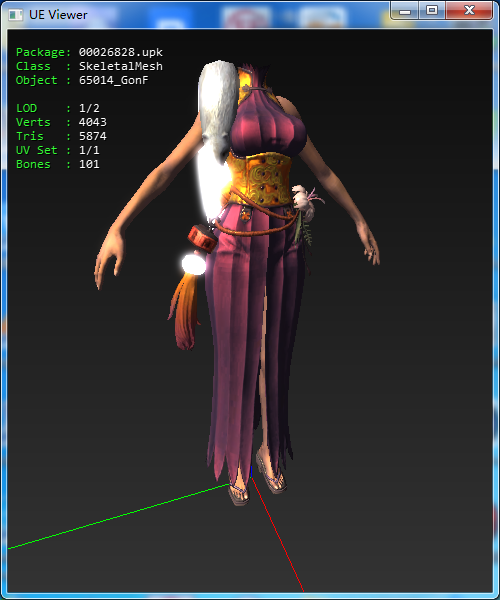 UE Viewer
Package: 00026828.upk
Class : SkeletalMesh
Object : 65014_GonF
LOD : 1/2
Verts : 4043
Tris : 5874
UV Set : 1/1
Bones : 101